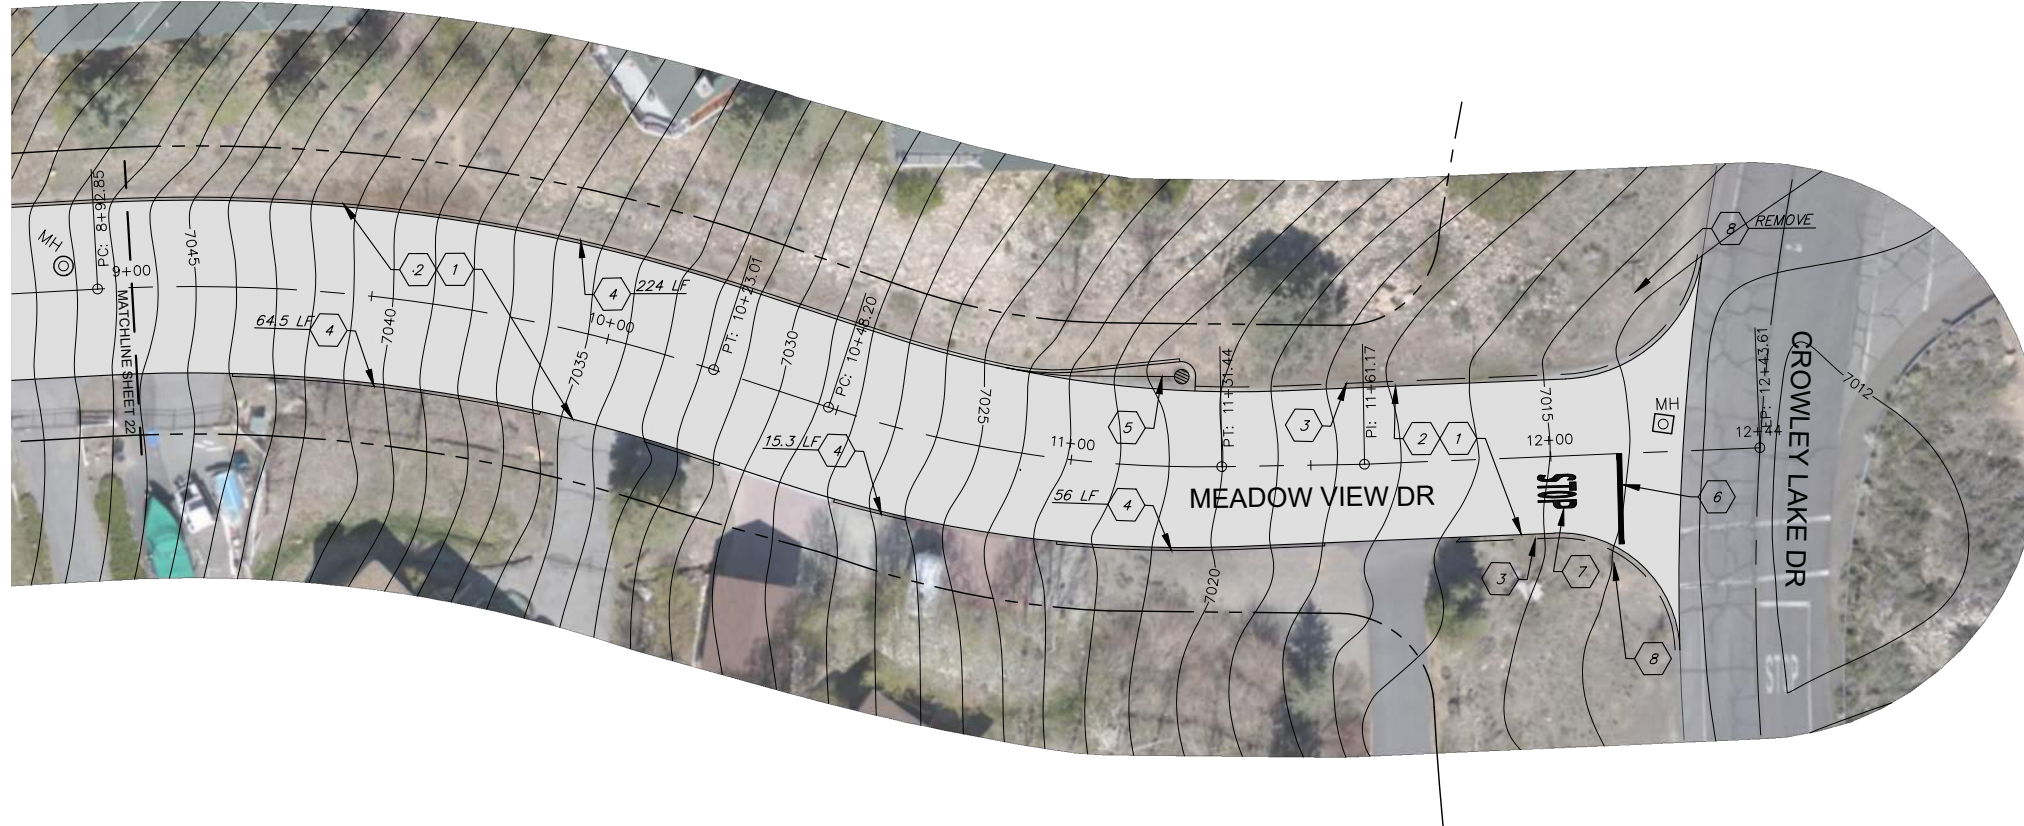 MH
PC: 8+92.85
9+00
MATCHLINE SHEET 22
7045
2
1
4
224 LF
64.5 LF
4
7040
10+00
7035
PT: 10+23.01
7030
PC: 10+48.20
15.3 LF
4
7025
11+00
5
56 LF
4
PT: 11+31.44
MEADOW VIEW DR
7020
3
PI: 11+61.17
2
1
7015
12+00
STOP
3
7
6
8
MH
8
REMOVE
12+44
EP: 12+43.61
CROWLEY LAKE DR
7012
STOP